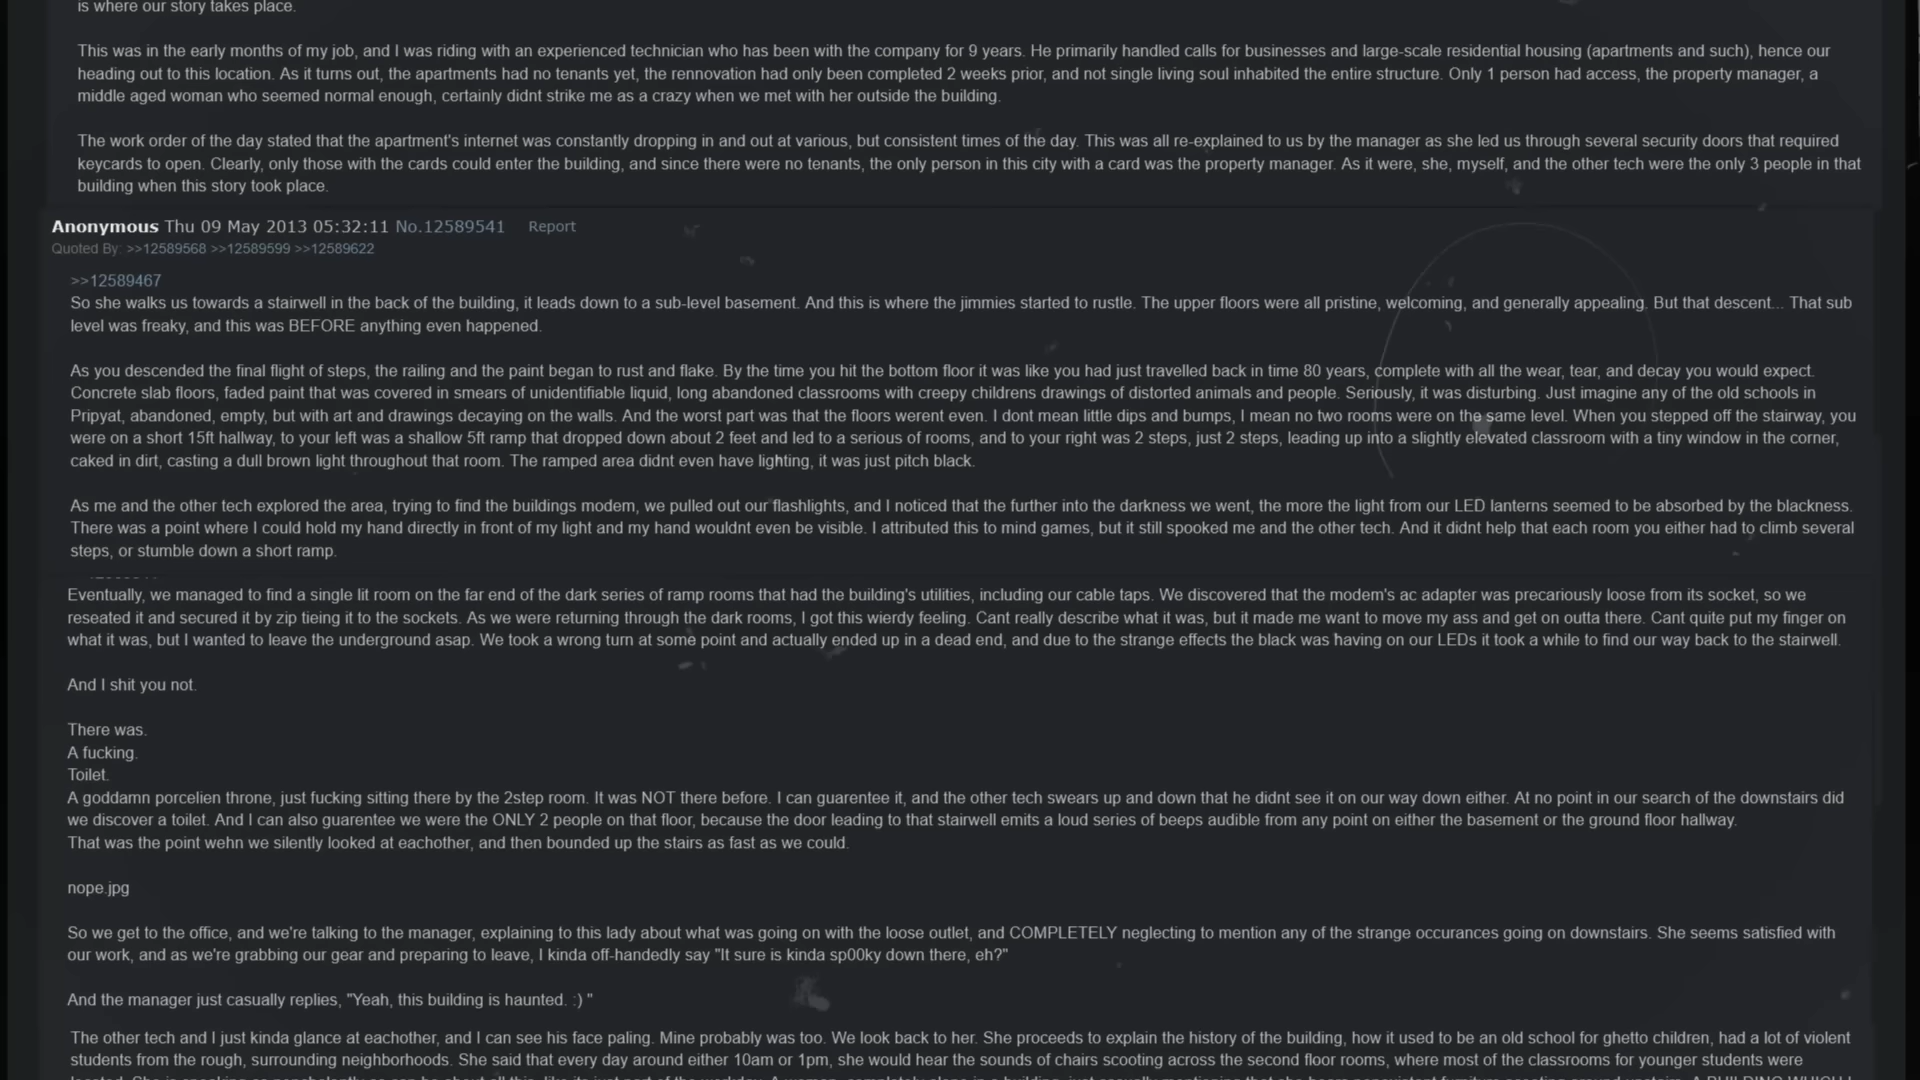 is where our story takes place.
This was in the early months of my job, and I was riding with an experienced technician who has been with the company for 9 years. He primarily handled calls for businesses and large-scale residential housing (apartments and such), hence our
heading out to this location. As it turns out, the apartments had no tenants yet, the rennovation had only been completed 2 weeks prior, and not single living soul inhabited the entire structure. Only 1 person had access, the property manager, a
middle aged woman who seemed normal enough, certainly didnt strike me as a crazy when we met with her outside the building.
The work order of the day stated that the apartment's internet was constantly dropping in and out at various, but consistent times of the day. This was all re-explained to us by the manager as she led us through several security doors that required
keycards to open. Clearly, only those with the cards could enter the building, and since there were no tenants, the only person in this city with a card was the property manager. As it were, she, myself, and the other tech were the only 3 people in that
building when this story took place.
Anonymous Thu 09 May 2013 05:32:11 No.12589541 Report
Quoted By: >>12589568 >>12589599 >>12589622
>>12589467
So she walks us towards a stairwell in the back of the building, it leads down to a sub-level basement. And this is where the jimmies started to rustle. The upper floors were all pristine, welcoming, and generally appealing. But that descent... That sub
level was freaky, and this was BEFORE anything even happened.
As you descended the final flight of steps, the railing and the paint began to rust and flake. By the time you hit the bottom floor it was like you had just travelled back in time 80 years, complete with all the wear, tear, and decay you would expect.
Concrete slab floors, faded paint that was covered in smears of unidentifiable liquid, long abandoned classrooms with creepy childrens drawings of distorted animals and people. Seriously, it was disturbing. Just imagine any of the old schools in
Pripyat, abandoned, empty, but with art and drawings decaying on the walls. And the worst part was that the floors werent even. I dont mean little dips and bumps, I mean no two rooms were on the same level. When you stepped off the stairway, you
were on a short 15ft hallway, to your left was a shallow 5ft ramp that dropped down about 2 feet and led to a serious of rooms, and to your right was 2 steps, just 2 steps, leading up into a slightly elevated classroom with a tiny window in the corner,
caked in dirt, casting a dull brown light throughout that room. The ramped area didnt even have lighting, it was just pitch black.
As me and the other tech explored the area, trying to find the buildings modem, we pulled out our flashlights, and I noticed that the further into the darkness we went, the more the light from our LED lanterns seemed to be absorbed by the blackness.
There was a point where I could hold my hand directly in front of my light and my hand wouldnt even be visible. I attributed this to mind games, but it still spooked me and the other tech. And it didnt help that each room you either had to climb several
steps, or stumble down a short ramp.
Eventually, we managed to find a single lit room on the far end of the dark series of ramp rooms that had the building's utilities, including our cable taps. We discovered that the modem's ac adapter was precariously loose from its socket, so we
reseated it and secured it by zip tieing it to the sockets. As we were returning through the dark rooms, I got this wierdy feeling. Cant really describe what it was, but it made me want to move my ass and get on outta there. Cant quite put my finger on
what it was, but I wanted to leave the underground asap. We took a wrong turn at some point and actually ended up in a dead end, and due to the strange effects the black was having on our LEDs it took a while to find our way back to the stairwell.
And I shit you not.
There was.
A fucking.
Toilet.
A goddamn porcelien throne, just fucking sitting there by the 2step room. It was NOT there before. I can guarentee it, and the other tech swears up and down that he didnt see it on our way down either. At no point in our search of the downstairs did
we discover a toilet. And I can also guarentee we were the ONLY 2 people on that floor, because the door leading to that stairwell emits a loud series of beeps audible from any point on either the basement or the ground floor hallway.
That was the point wehn we silently looked at eachother, and then bounded up the stairs as fast as we could.
nope.jpg
So we get to the office, and we're talking to the manager, explaining to this lady about what was going on with the loose outlet, and COMPLETELY neglecting to mention any of the strange occurances going on downstairs. She seems satisfied with
our work, and as we're grabbing our gear and preparing to leave, I kinda off-handedly say "It sure is kinda sp00ky down there, eh?"
And the manager just casually replies, "Yeah, this building is haunted. :) "
The other tech and I just kinda glance at eachother, and I can see his face paling. Mine probably was too. We look back to her. She proceeds to explain the history of the building, how it used to be an old school for ghetto children, had a lot of violent
students from the rough, surrounding neighborhoods. She said that every day around either 10am or 1pm, she would hear the sounds of chairs scooting across the second floor rooms, where most of the classrooms for younger students were